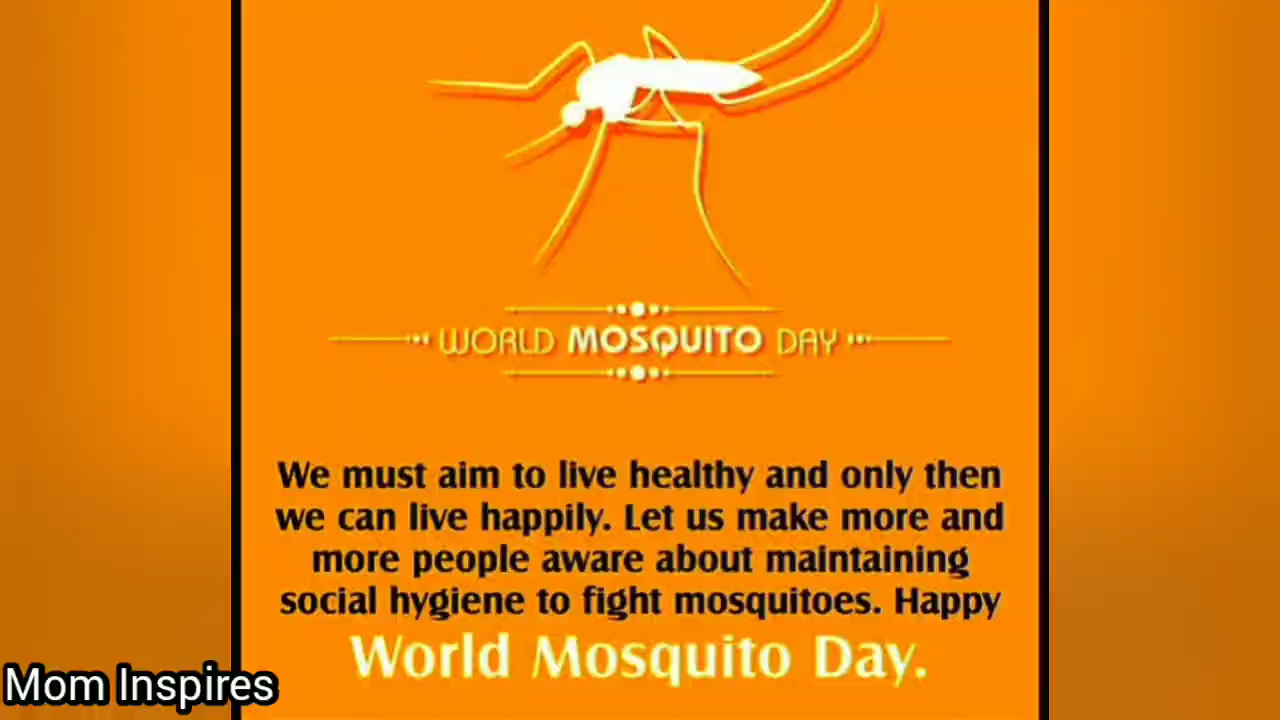 WORLD MOSQUITO DAY
We must aim to live healthy and only then
we can live happily. Let us make more and
more people aware about maintaining
social hygiene to fight mosquitoes. Happy
World Mosquito Day.
Mom Inspires